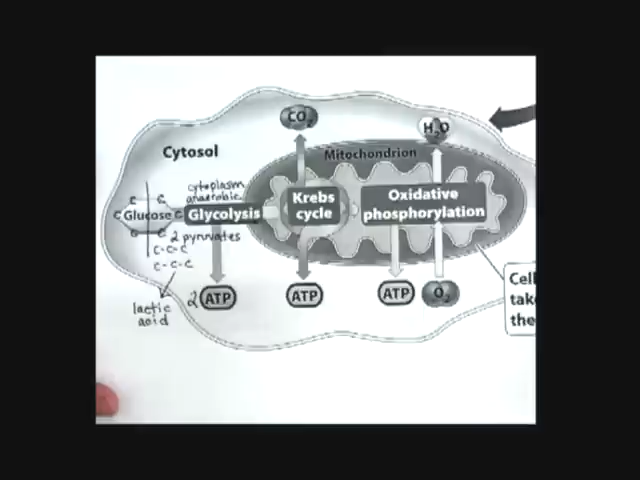 CO2
H2O
Mitochondrion
Cytosol
cytoplasm
anaerobic
C C
C Glucose C
C C
Glycolysis
Krebs
cycle
Oxidative
phosphorylation
2 pyruvates
C-C-C
C-C-C
lactic
acid
2 ATP
ATP
ATP
O2
Cell
take
the